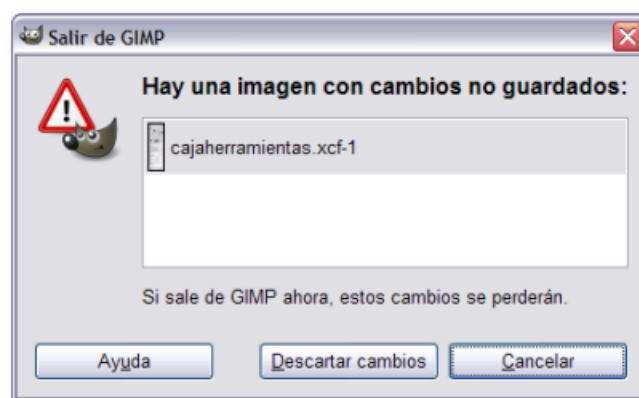 Salir de GIMP
Hay una imagen con cambios no guardados:
cajaherramientas.xcf-1
Si sale de GIMP ahora, estos cambios se perderán.
Ayuda
Descartar cambios
Cancelar